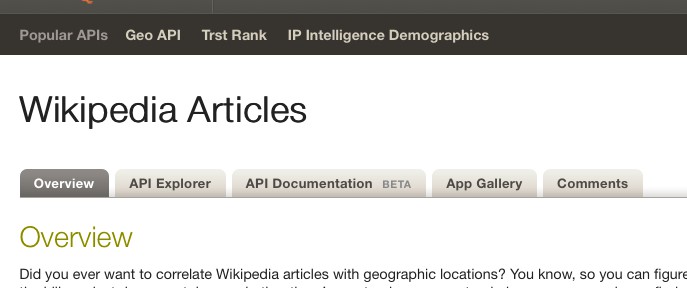 Popular APIs Geo API Trst Rank IP Intelligence Demographics
Wikipedia Articles
Overview API Explorer API Documentation BETA App Gallery Comments
Overview
Did you ever want to correlate Wikipedia articles with geographic locations? You know, so you can figure